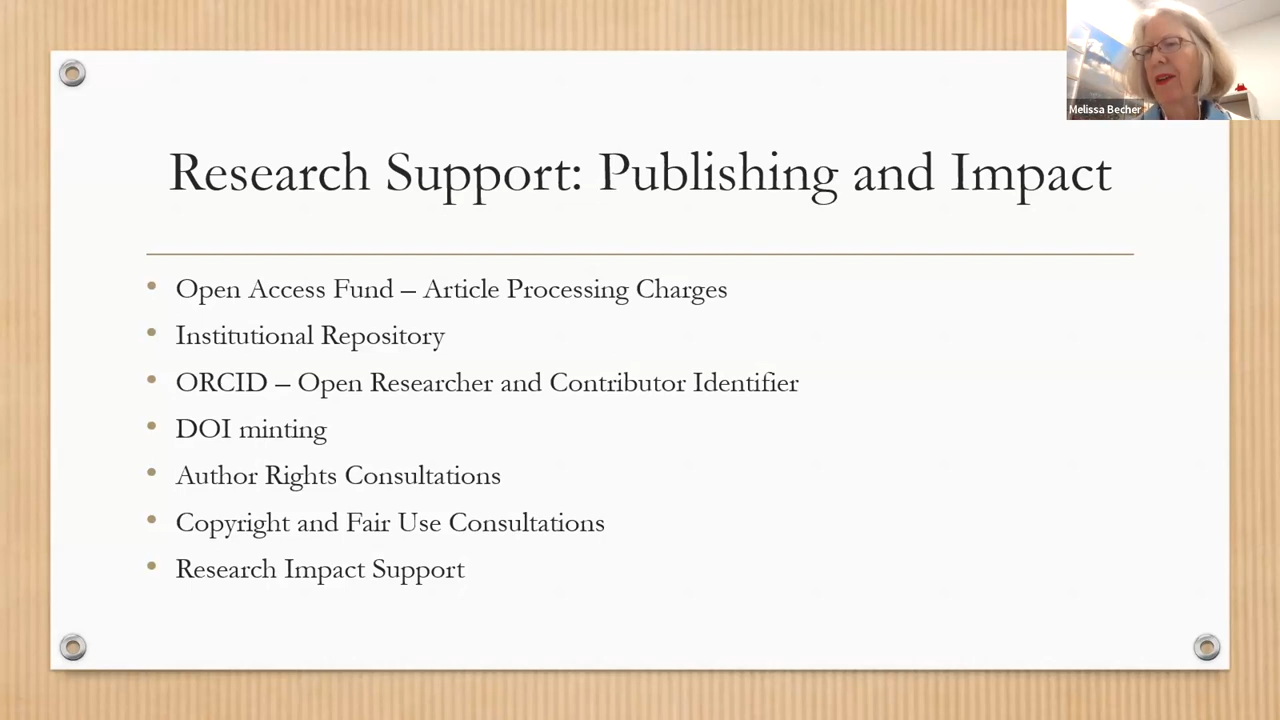 Melissa Becher
Research Support: Publishing and Impact
• Open Access Fund – Article Processing Charges
• Institutional Repository
• ORCID – Open Researcher and Contributor Identifier
• DOI minting
• Author Rights Consultations
• Copyright and Fair Use Consultations
• Research Impact Support